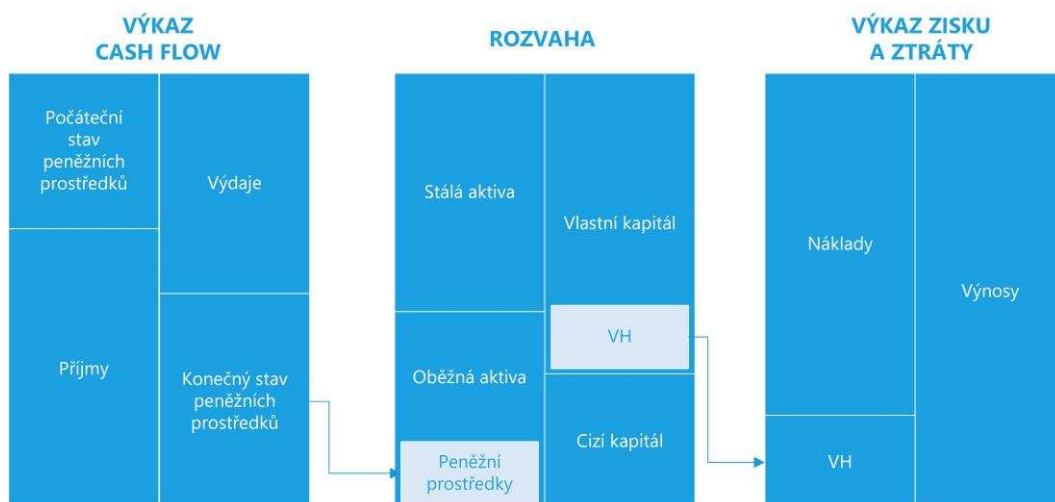 VÝKAZ
CASH FLOW
Počáteční
stav
peněžních
prostředků
Výdaje
Příjmy
Konečný stav
peněžních
prostředků
ROZVAHA
Stálá aktiva
Vlastní kapitál
VH
Oběžná aktiva
Cizí kapitál
Peněžní
prostředky
VÝKAZ ZISKU
A ZTRÁTY
Náklady
Výnosy
VH